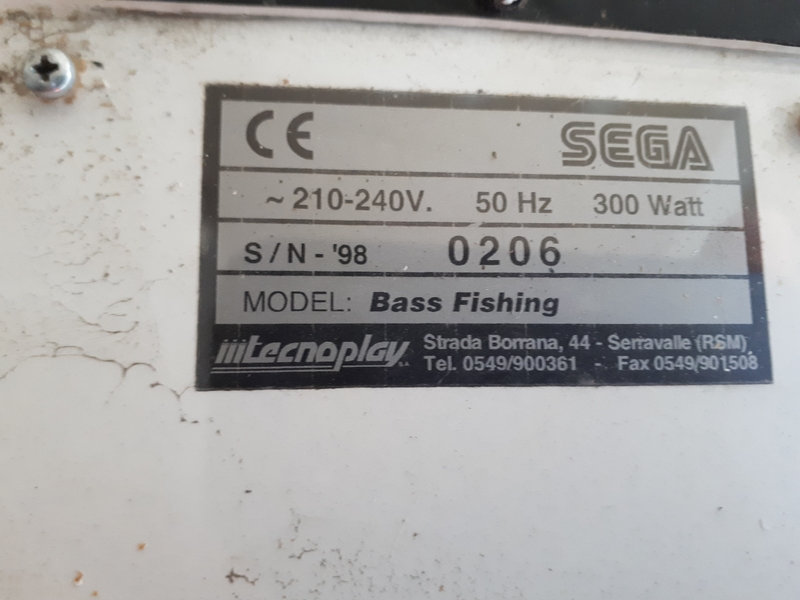 CE SEGA
~ 210-240V. 50 Hz 300 Watt
S/N - '98 0206
MODEL: Bass Fishing
tecnoplay S.A. Strada Borrana, 44 - Serravalle (RSM)
Tel. 0549/900361 - Fax 0549/901508